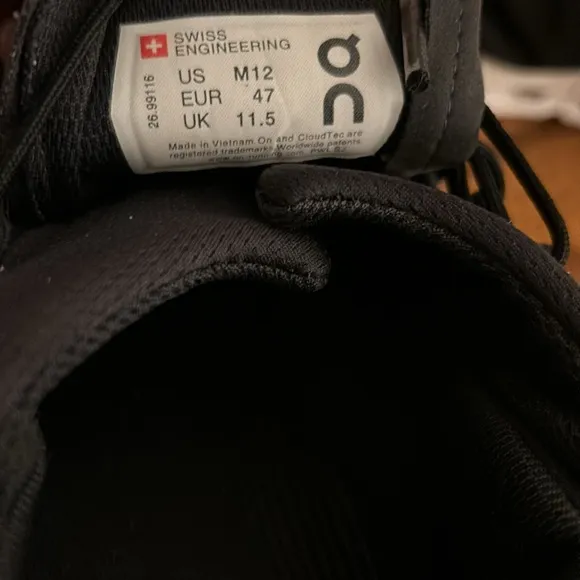 SWISS
ENGINEERING
26.99116
US M12
EUR 47
UK 11.5
Made in Vietnam On and CloudTec are
registered trademarks Worldwide patents.